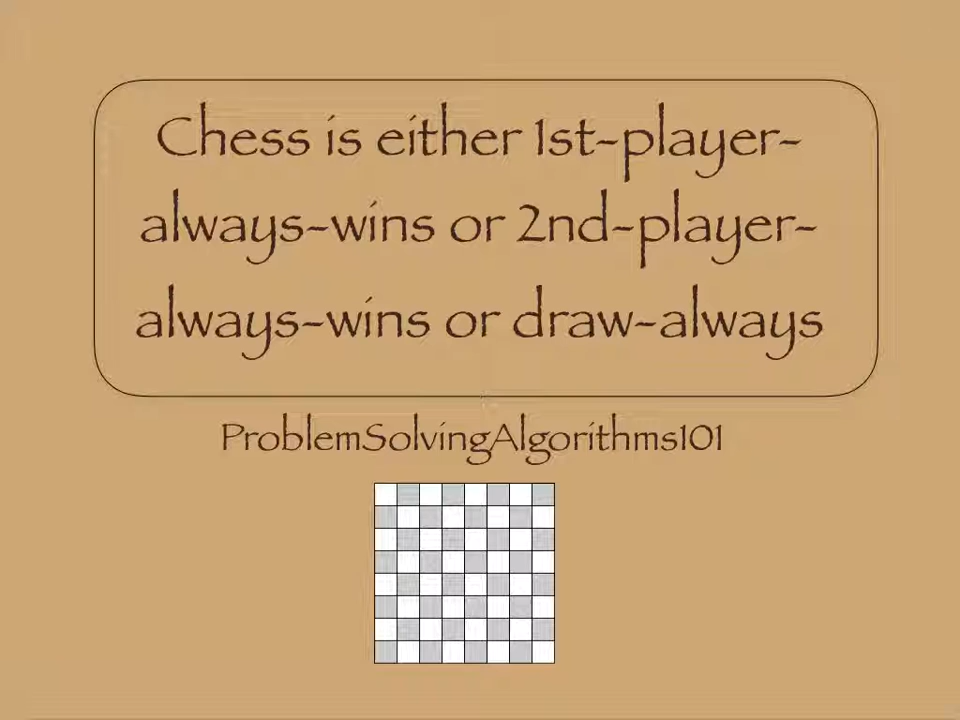 Chess is either 1st-player-
always-wins or 2nd-player-
always-wins or draw-always
ProblemSolvingAlgorithms101